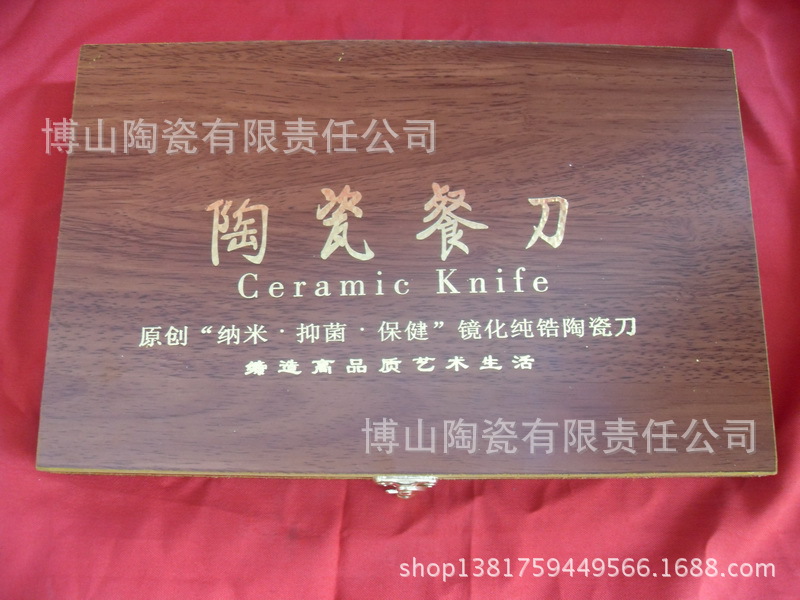 博山陶瓷有限责任公司
陶瓷餐刀
Ceramic Knife
原创“纳米·抑菌·保健”镜化纯锆陶瓷刀
缔造高品质艺术生活
博山陶瓷有限责任公司
shop1381759449566.1688.com